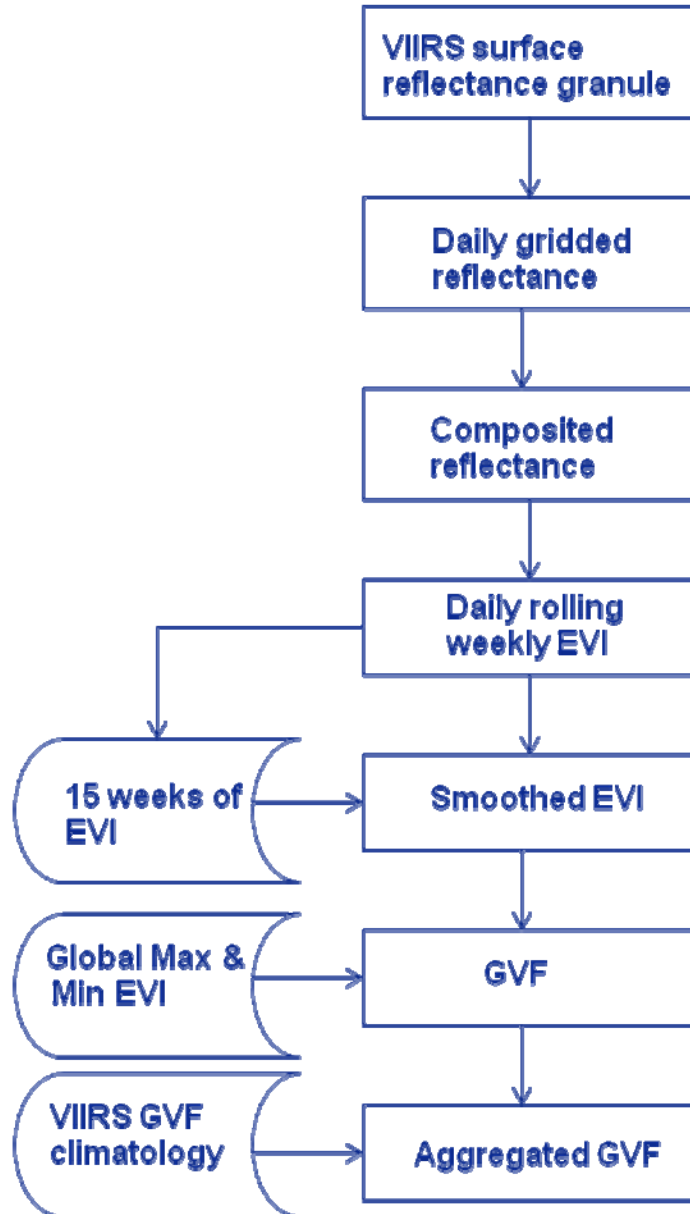 VIIRS surface
reflectance granule
Daily gridded
reflectance
Composited
reflectance
Daily rolling
weekly EVI
15 weeks of
EVI
Smoothed EVI
Global Max &
Min EVI
GVF
VIIRS GVF
climatology
Aggregated GVF